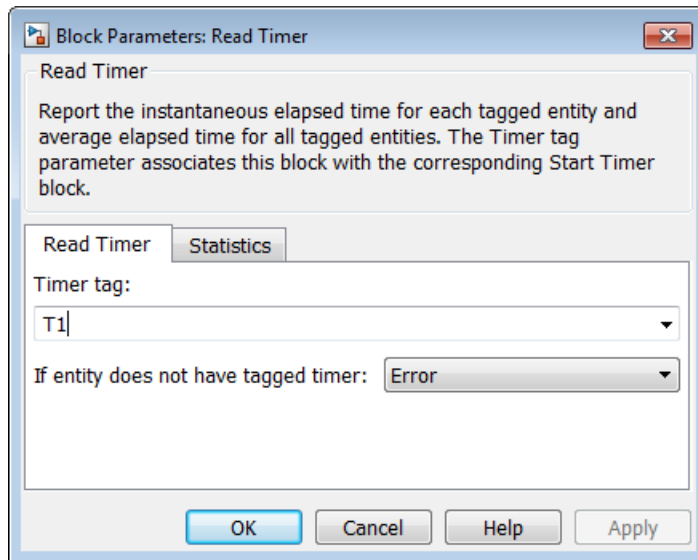 Block Parameters: Read Timer
Read Timer
Report the instantaneous elapsed time for each tagged entity and
average elapsed time for all tagged entities. The Timer tag
parameter associates this block with the corresponding Start Timer
block.
Read Timer Statistics
Timer tag:
T1
If entity does not have tagged timer: Error
OK Cancel Help Apply